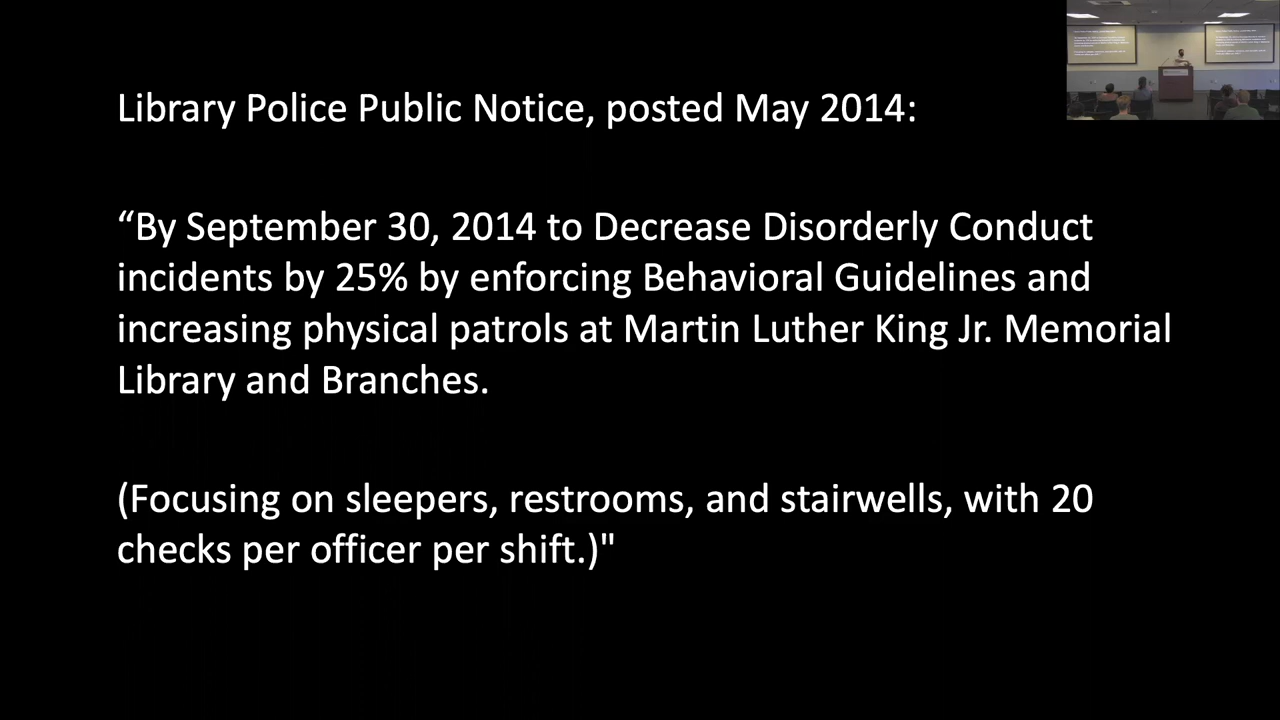 Library Police Public Notice, posted May 2014:
“By September 30, 2014 to Decrease Disorderly Conduct
incidents by 25% by enforcing Behavioral Guidelines and
increasing physical patrols at Martin Luther King Jr. Memorial
Library and Branches.
(Focusing on sleepers, restrooms, and stairwells, with 20
checks per officer per shift.)"